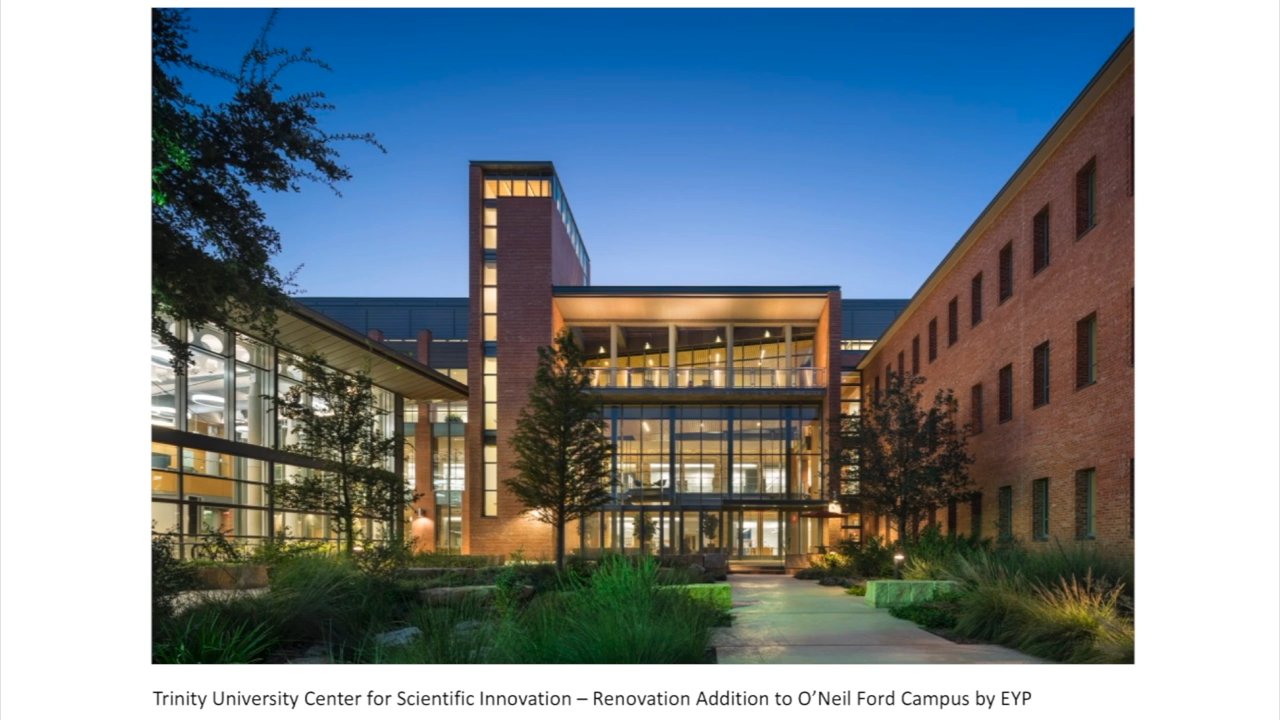 Trinity University Center for Scientific Innovation – Renovation Addition to O’Neil Ford Campus by EYP